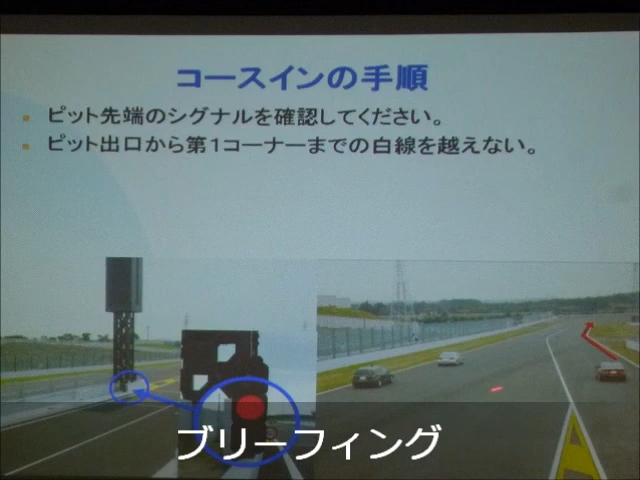 コースインの手順
ピット先端のシグナルを確認してください。
ピット出口から第1コーナーまでの白線を越えない。
ブリーフィング